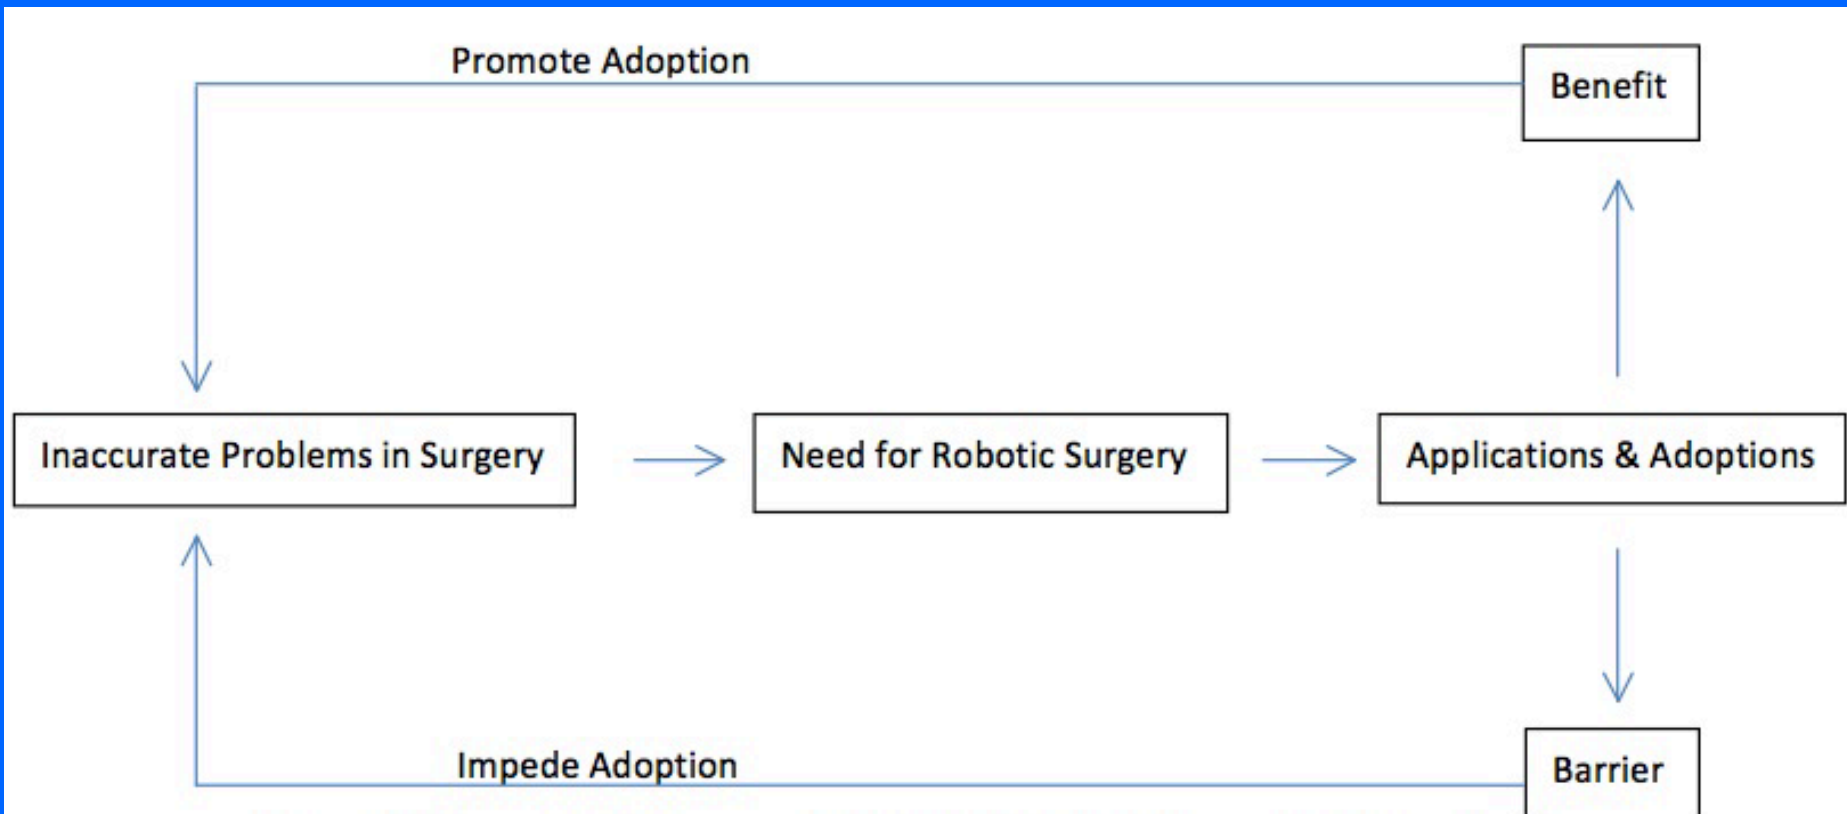 Promote Adoption
Benefit
Inaccurate Problems in Surgery
Need for Robotic Surgery
Applications & Adoptions
Impede Adoption
Barrier